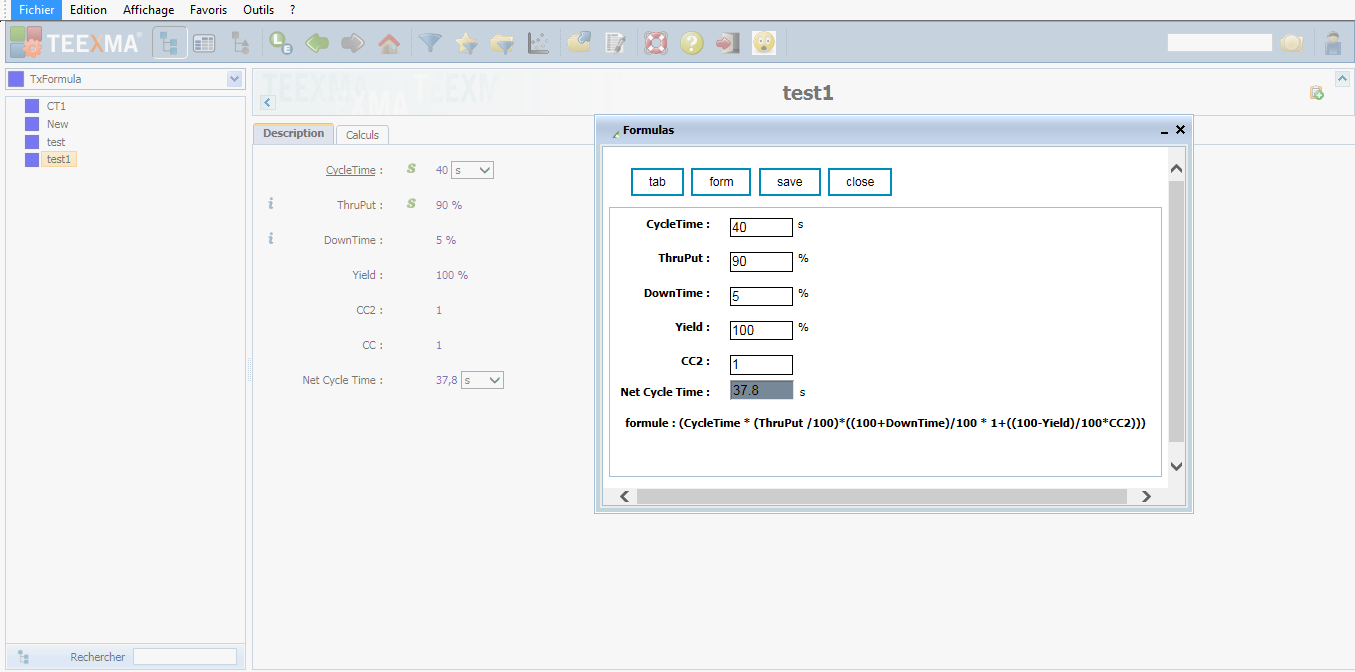 Fichier Edition Affichage Favoris Outils ?
TEEXMA
L E
TxFormula
CT1
New
test
test1
TEEXMA XMA TEEXM
test1
Description Calculs
CycleTime : S 40 s
i ThruPut : S 90 %
i DownTime : 5 %
Yield : 100 %
CC2 : 1
CC : 1
Net Cycle Time : 37,8 s
Formulas
tab form save close
CycleTime : 40 s
ThruPut : 90 %
DownTime : 5 %
Yield : 100 %
CC2 : 1
Net Cycle Time : 37.8 s
formule : (CycleTime * (ThruPut /100)*((100+DownTime)/100 * 1+((100-Yield)/100*CC2)))
Rechercher